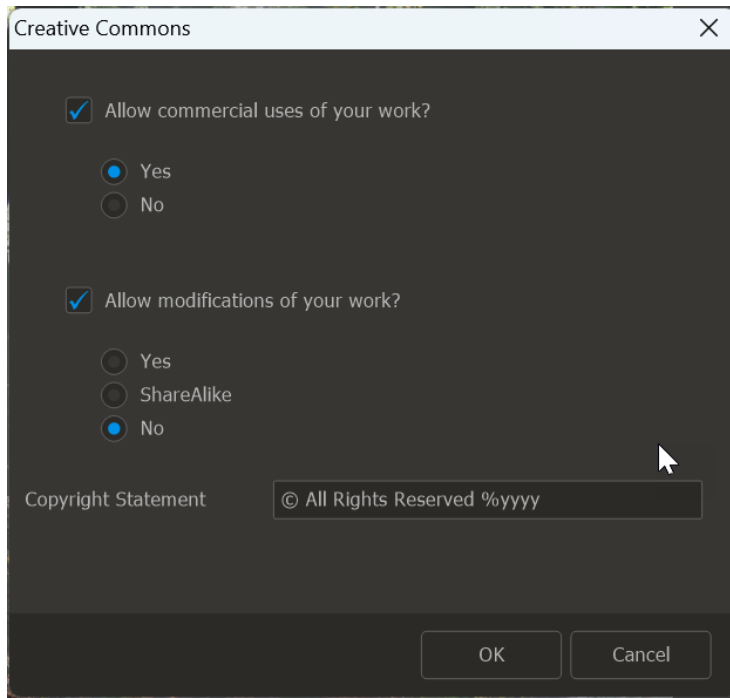 Creative Commons
Allow commercial uses of your work?
Yes
No
Allow modifications of your work?
Yes
ShareAlike
No
Copyright Statement © All Rights Reserved %yyyy
OK Cancel